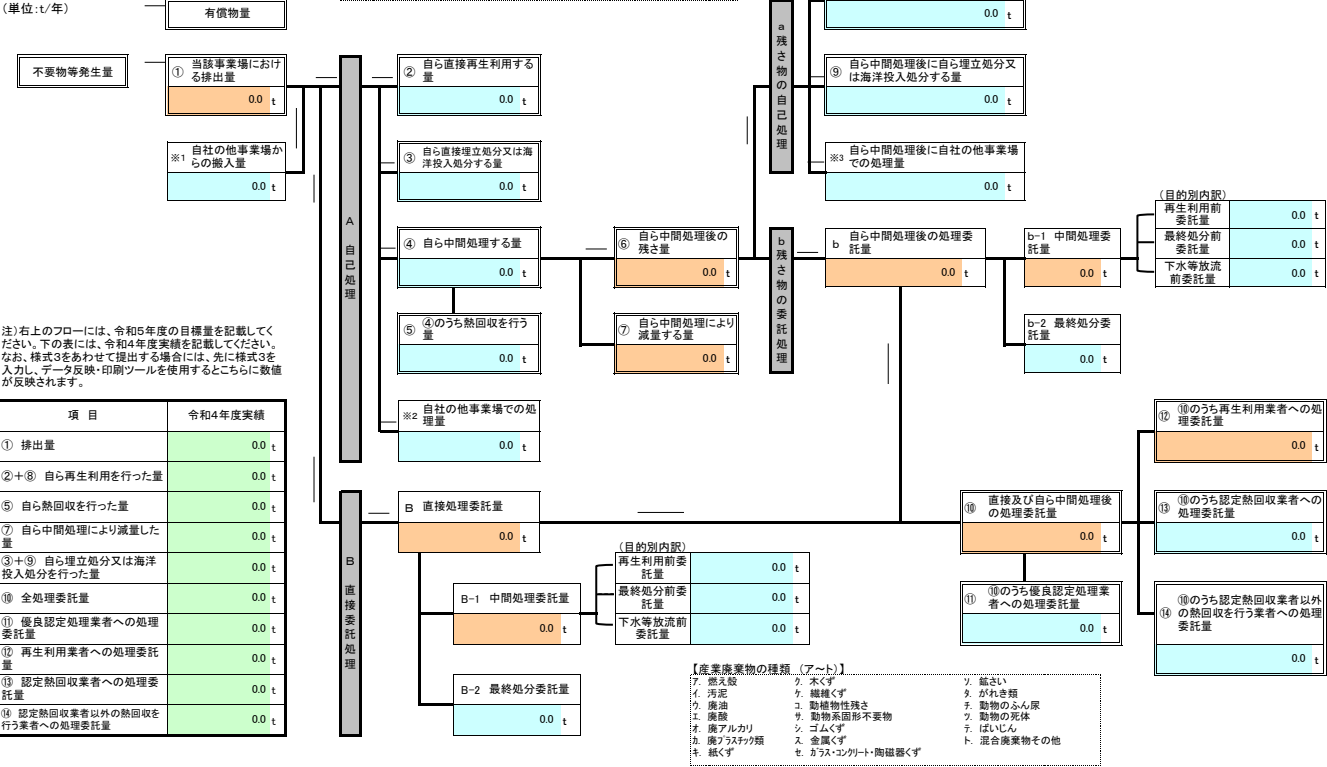 (単位:t/年)
有償物量
不要物等発生量
①
当該事業場におけ
る排出量
0.0 t
※1
自社の他事業場か
らの搬入量
0.0 t
A 自己処理
②
自ら直接再生利用する
量
0.0 t
③
自ら直接埋立処分又は海
洋投入処分する量
0.0 t
④ 自ら中間処理する量
0.0 t
⑤
④のうち熱回収を行う
量
0.0 t
※2
自社の他事業場での処
理量
0.0 t
⑥
自ら中間処理後の
残さ量
0.0 t
⑦
自ら中間処理により
減量する量
0.0 t
a 残さ物の自己処理
0.0 t
⑨
自ら中間処理後に自ら埋立処分又
は海洋投入処分する量
0.0 t
※3
自ら中間処理後に自社の他事業場
での処理量
0.0 t
b 残さ物の委託処理
b
自ら中間処理後の処理委
託量
0.0 t
b-1 中間処理委
託量
0.0 t
b-2 最終処分委
託量
0.0 t
(目的別内訳)
再生利用前
委託量
0.0 t
最終処分前
委託量
0.0 t
下水等放流
前委託量
0.0 t
注)右上のフローには、令和5年度の目標量を記載してく
ださい。下の表には、令和4年度実績を記載してください。
なお、様式3をあわせて提出する場合には、先に様式3を
入力し、データ反映・印刷ツールを使用するとこちらに数値
が反映されます。
項 目 令和4年度実績
① 排出量 0.0 t
②+⑧ 自ら再生利用を行った量 0.0 t
⑤ 自ら熱回収を行った量 0.0 t
⑦ 自ら中間処理により減量した
量 0.0 t
③+⑨ 自ら埋立処分又は海洋
投入処分を行った量 0.0 t
⑩ 全処理委託量 0.0 t
⑪ 優良認定処理業者への処理
委託量 0.0 t
⑫ 再生利用業者への処理委託
量 0.0 t
⑬ 認定熱回収業者への処理委
託量 0.0 t
⑭ 認定熱回収業者以外の熱回収を
行う業者への処理委託量 0.0 t
B 直接委託処理
B 直接処理委託量
0.0 t
B-1 中間処理委託量
0.0 t
B-2 最終処分委託量
0.0 t
(目的別内訳)
再生利用前委
託量
0.0 t
最終処分前委
託量
0.0 t
下水等放流前
委託量
0.0 t
⑩
直接及び自ら中間処理後
の処理委託量
0.0 t
⑪
⑩のうち優良認定処理業
者への処理委託量
0.0 t
⑫
⑩のうち再生利用業者への処
理委託量
0.0 t
⑬
⑩のうち認定熱回収業者への
処理委託量
0.0 t
⑭
⑩のうち認定熱回収業者以外
の熱回収を行う業者への処理
委託量
0.0 t
【産業廃棄物の種類 (ア~ト)】
ア. 燃え殻 ク. 木くず ソ. 鉱さい
イ. 汚泥 ケ. 繊維くず タ. がれき類
ウ. 廃油 コ. 動植物性残さ チ. 動物のふん尿
エ. 廃酸 サ. 動物系固形不要物 ツ. 動物の死体
オ. 廃アルカリ シ. ゴムくず テ. ばいじん
カ. 廃プラスチック類 ス. 金属くず ト. 混合廃棄物その他
キ. 紙くず セ. ガラス・コンクリート・陶磁器くず